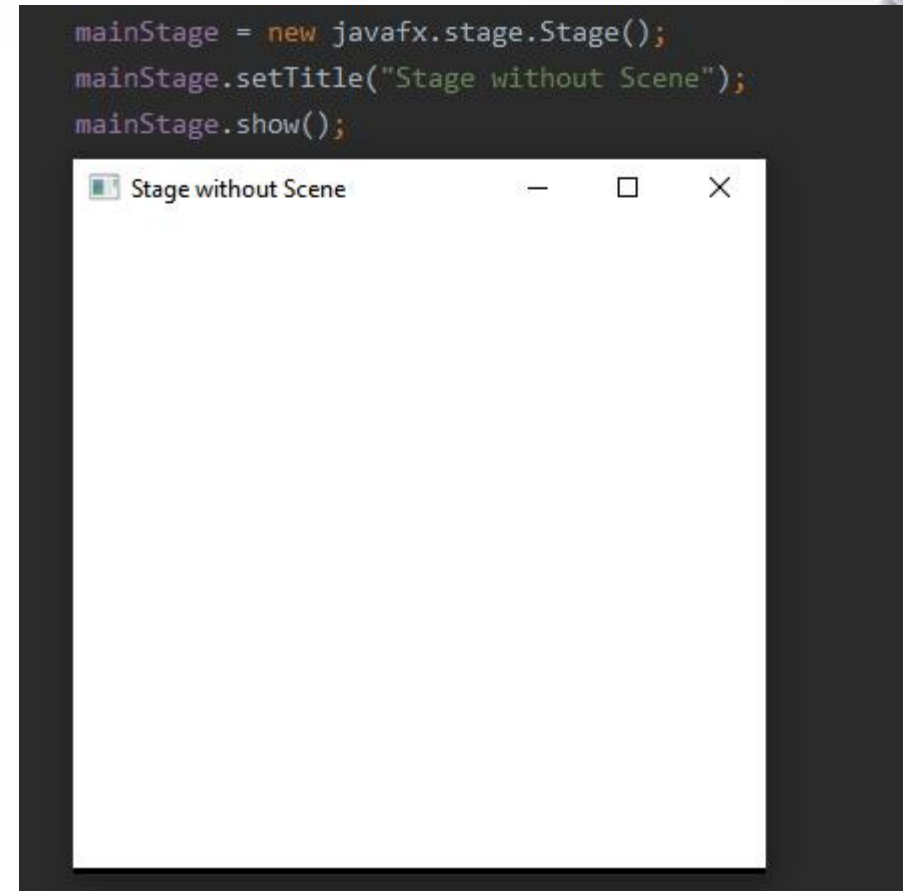 mainStage = new javafx.stage.Stage();
mainStage.setTitle("Stage without Scene");
mainStage.show();
Stage without Scene